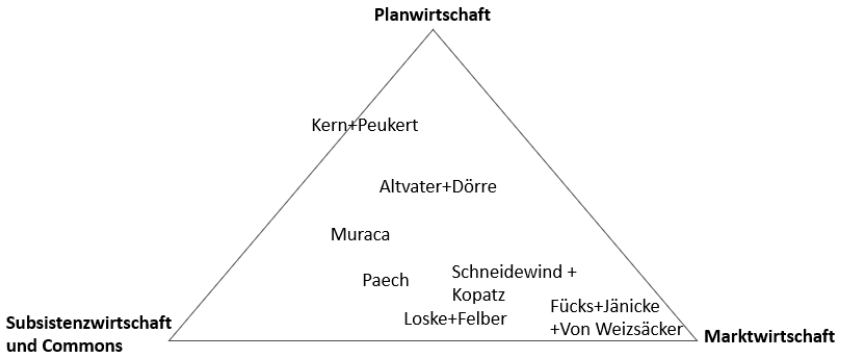 Planwirtschaft
Kern+Peukert
Altvater+Dörre
Muraca
Paech
Schneidewind +
Kopatz
Loske+Felber
Fücks+Jänicke
+Von Weizsäcker
Subsistenzwirtschaft
und Commons
Marktwirtschaft